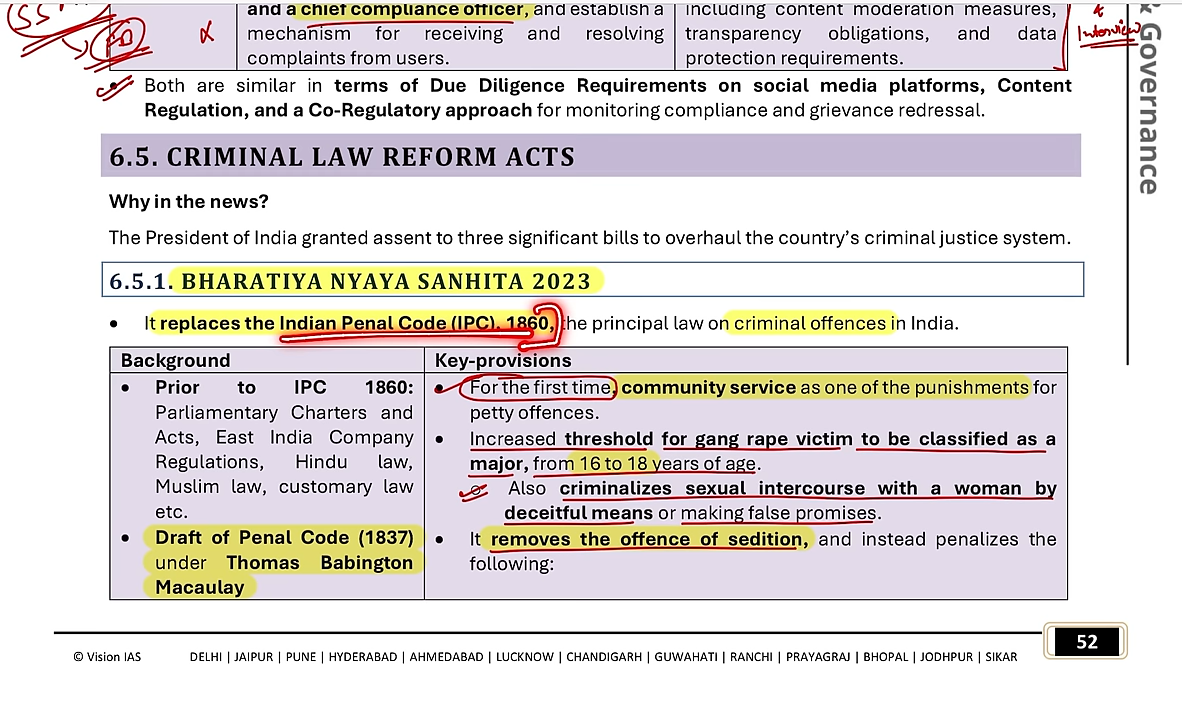 and a chief compliance officer, and establish a
mechanism for receiving and resolving
complaints from users.
including content moderation measures,
transparency obligations, and data
protection requirements.
&
Interview
& Governance
Both are similar in terms of Due Diligence Requirements on social media platforms, Content
Regulation, and a Co-Regulatory approach for monitoring compliance and grievance redressal.
6.5. CRIMINAL LAW REFORM ACTS
Why in the news?
The President of India granted assent to three significant bills to overhaul the country's criminal justice system.
6.5.1. BHARATIYA NYAYA SANHITA 2023
• It replaces the Indian Penal Code (IPC), 1860, the principal law on criminal offences in India.
Background
• Prior to IPC 1860:
Parliamentary Charters and
Acts, East India Company
Regulations, Hindu law,
Muslim law, customary law
etc.
• Draft of Penal Code (1837)
under Thomas Babington
Macaulay
Key-provisions
• For the first time, community service as one of the punishments for
petty offences.
• Increased threshold for gang rape victim to be classified as a
major, from 16 to 18 years of age.
Also criminalizes sexual intercourse with a woman by
deceitful means or making false promises.
• It removes the offence of sedition, and instead penalizes the
following:
52
© Vision IAS
DELHI | JAIPUR | PUNE | HYDERABAD | AHMEDABAD | LUCKNOW | CHANDIGARH | GUWAHATI | RANCHI | PRAYAGRAJ | BHOPAL | JODHPUR | SIKAR